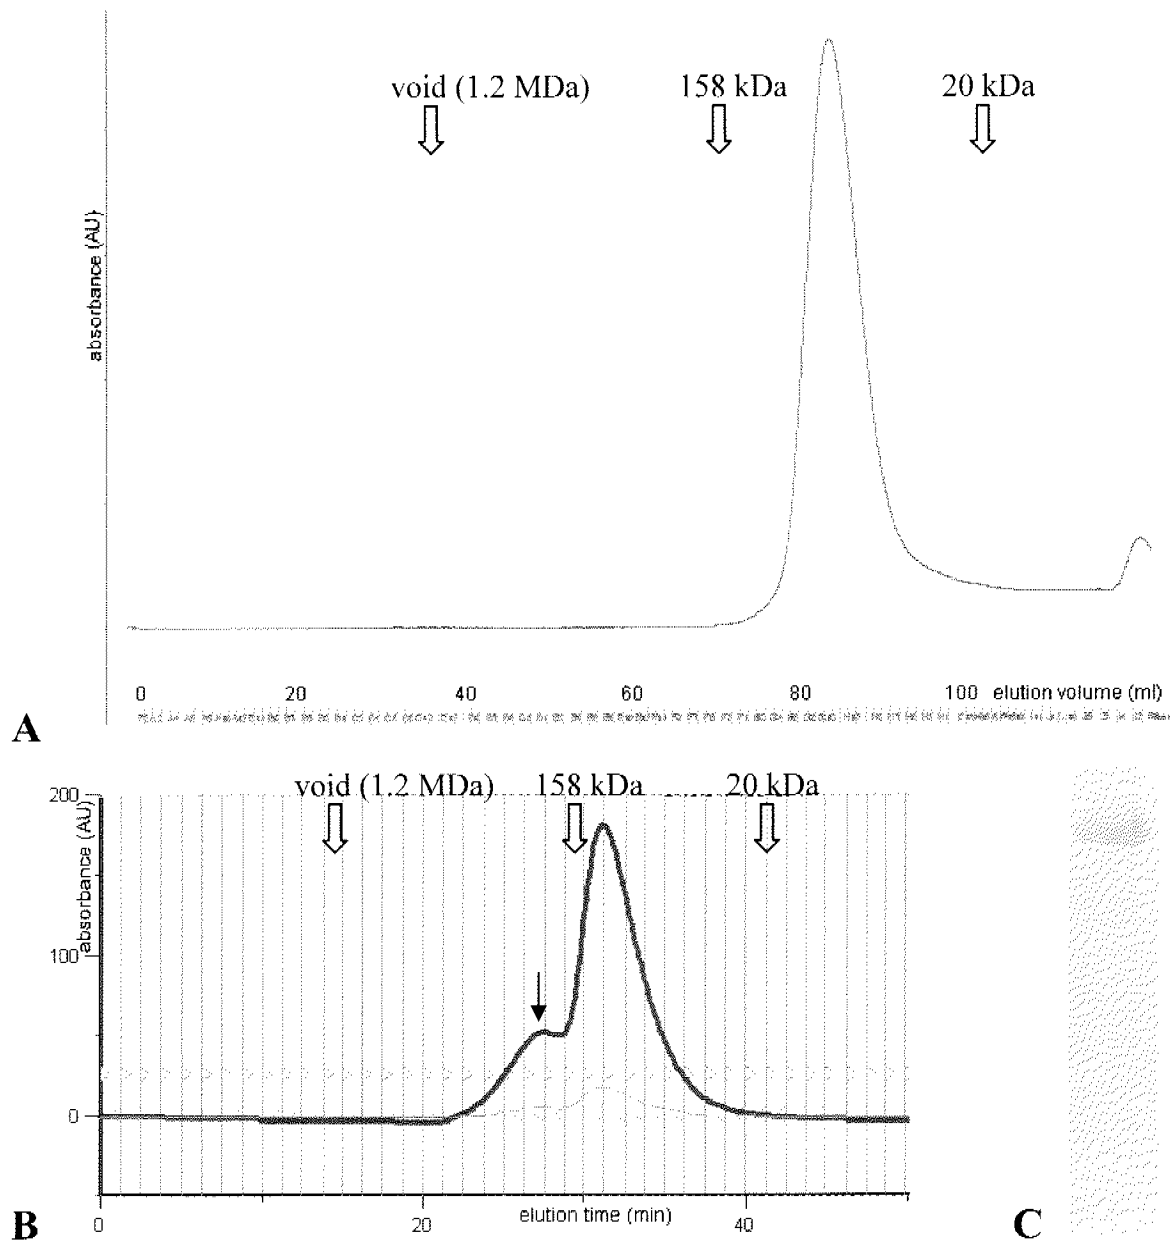 void (1.2 MDa) 158 kDa 20 kDa
absorbance (AU)
0 20 40 60 80 100 elution volume (ml)
A
void (1.2 MDa) 158 kDa 20 kDa
200
100
0
absorbance (AU)
0 20 40
elution time (min)
B
C